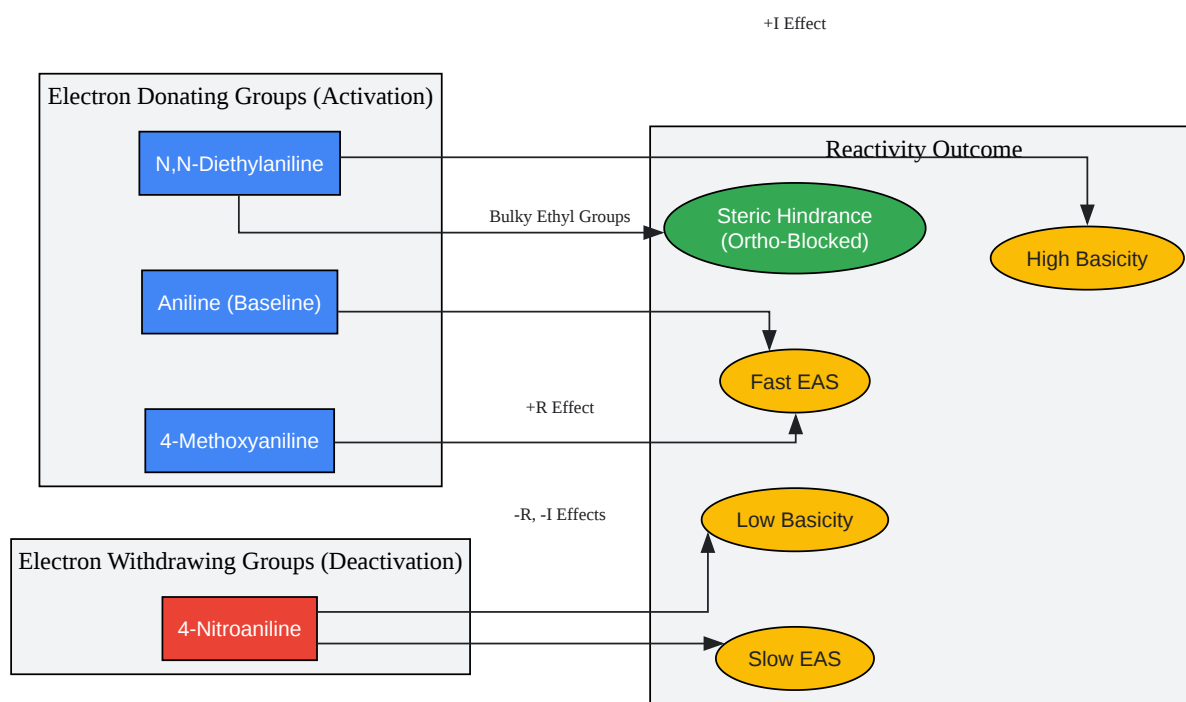 +I Effect
Electron Donating Groups (Activation)
N,N-Diethylaniline
Reactivity Outcome
Bulky Ethyl Groups
Steric Hindrance
(Ortho-Blocked)
High Basicity
Aniline (Baseline)
Fast EAS
+R Effect
4-Methoxyaniline
-R, -I Effects
Low Basicity
Electron Withdrawing Groups (Deactivation)
4-Nitroaniline
Slow EAS